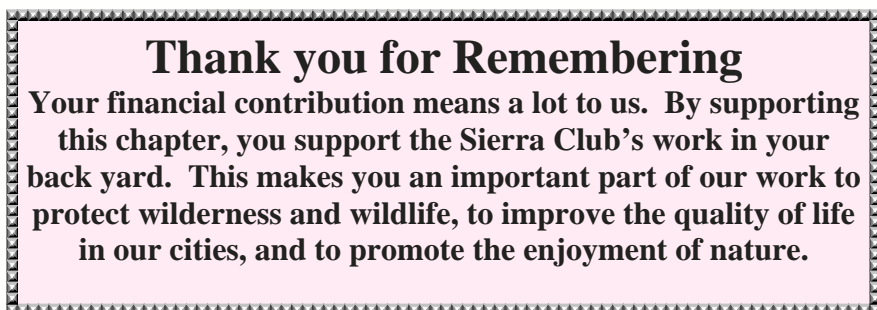 Thank you for Remembering
Your financial contribution means a lot to us. By supporting
this chapter, you support the Sierra Club's work in your
back yard. This makes you an important part of our work to
protect wilderness and wildlife, to improve the quality of life
in our cities, and to promote the enjoyment of nature.